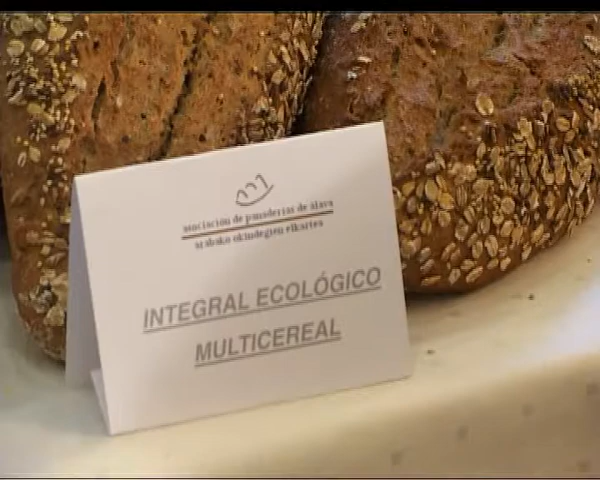 asociación de panaderías de álava
arabako okindegien elkartea
INTEGRAL ECOLÓGICO
MULTICEREAL